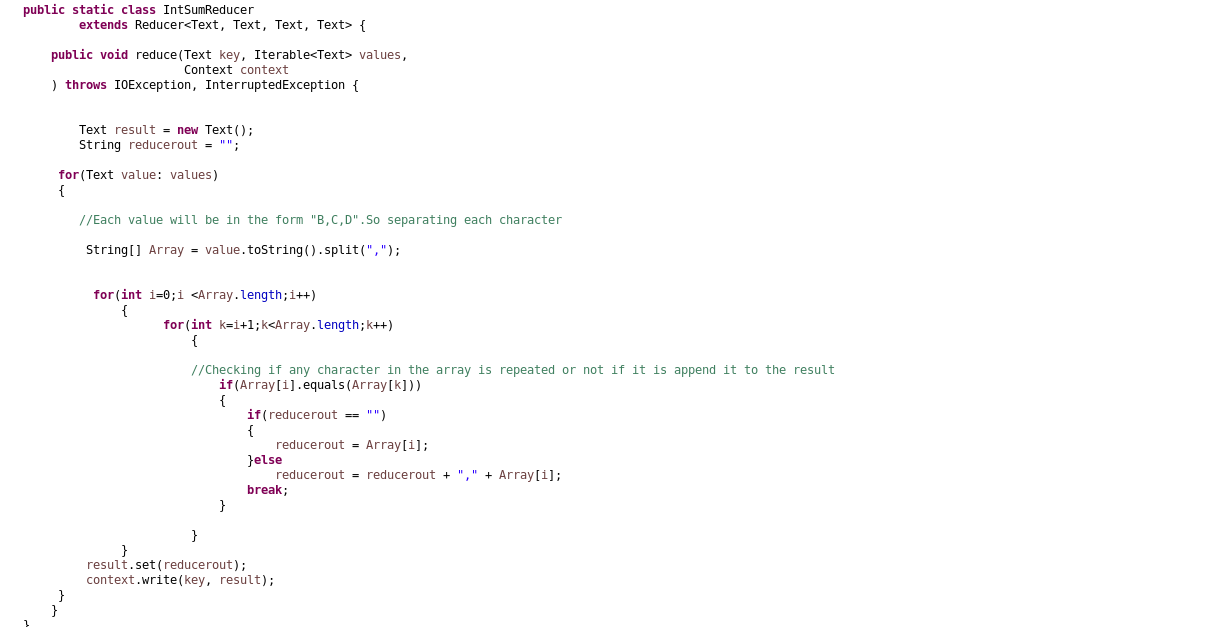 public static class IntSumReducer
extends Reducer<Text, Text, Text, Text> {
public void reduce(Text key, Iterable<Text> values,
Context context
) throws IOException, InterruptedException {
Text result = new Text();
String reducerout = "";
for(Text value: values)
{
//Each value will be in the form "B,C,D".So separating each character
String[] Array = value.toString().split(",");
for(int i=0;i <Array.length;i++)
{
for(int k=i+1;k<Array.length;k++)
{
//Checking if any character in the array is repeated or not if it is append it to the result
if(Array[i].equals(Array[k]))
{
if(reducerout == "")
{
reducerout = Array[i];
}else
reducerout = reducerout + "," + Array[i];
break;
}
}
}
result.set(reducerout);
context.write(key, result);
}
}
}